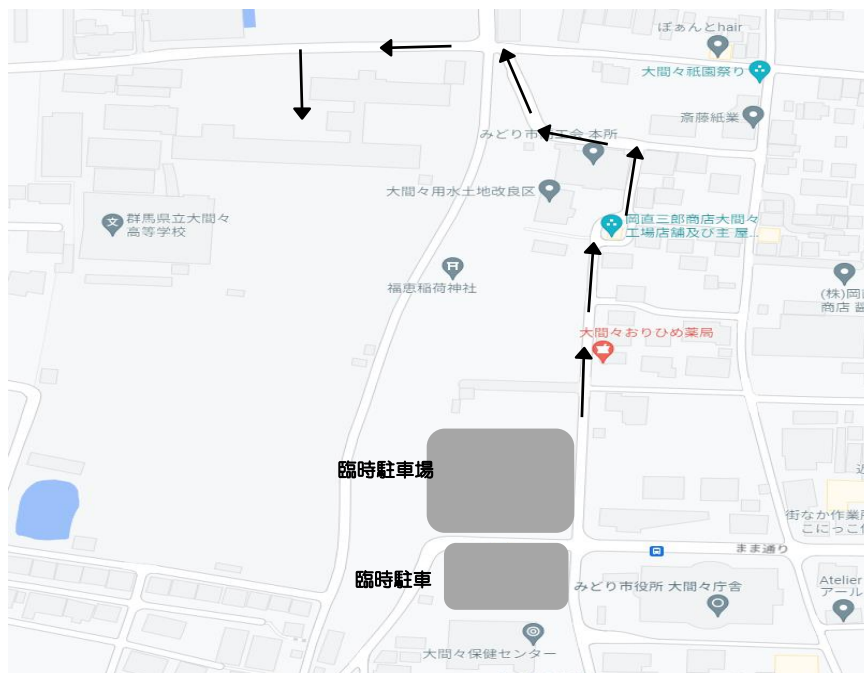 ぽぁんとhair
大間々祇園祭り
斎藤紙業
みどり市商工会 本所
大間々用水土地改良区
群馬県立大間々
高等学校
岡直三郎商店大間々
工場店舗及び主屋...
福恵稲荷神社
(株)岡
商店 醤
大間々おりひめ薬局
臨時駐車場
街なか作業所
こにっこ
まま通り
臨時駐車
みどり市役所 大間々庁舎
Atelier
アール
大間々保健センター